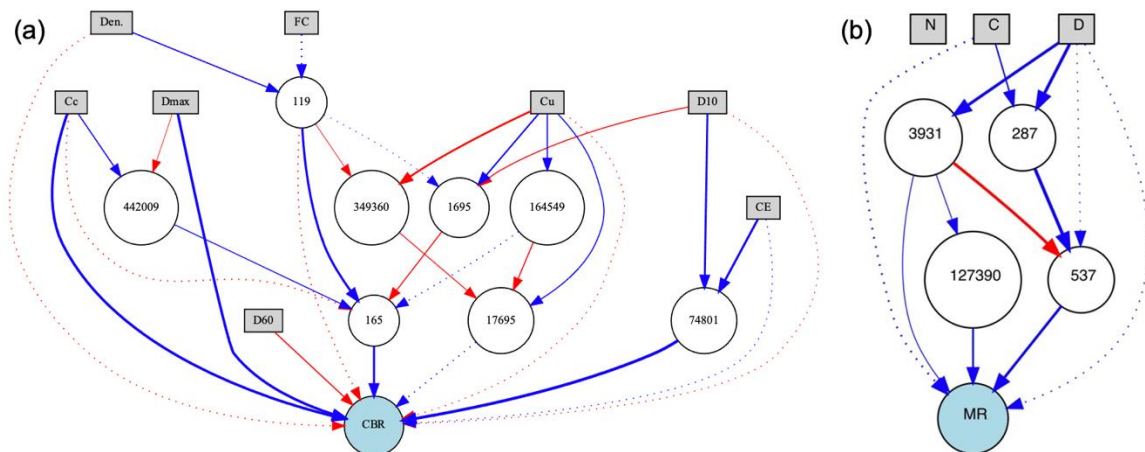 (a)
Den.
FC
119
Cc
Dmax
Cu
D10
442009
349360
1695
164549
CE
D60
165
17695
74801
CBR
(b)
N
C
D
3931
287
127390
537
MR